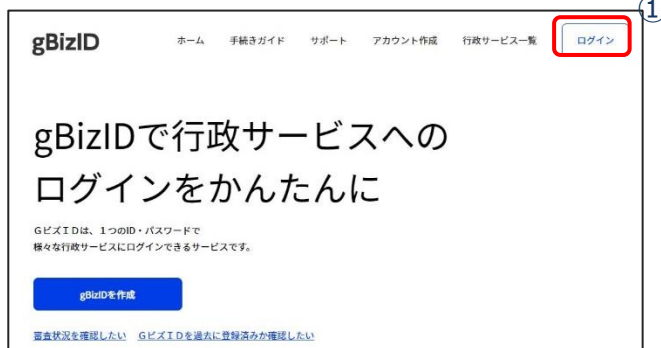 ①
gBizID ホーム 手続きガイド サポート アカウント作成 行政サービス一覧 ログイン
gBizIDで行政サービスへの
ログインをかんたんに
GビズIDは、1つのID・パスワードで
様々な行政サービスにログインできるサービスです。
gBizIDを作成
審査状況を確認したい GビズIDを過去に登録済みか確認したい